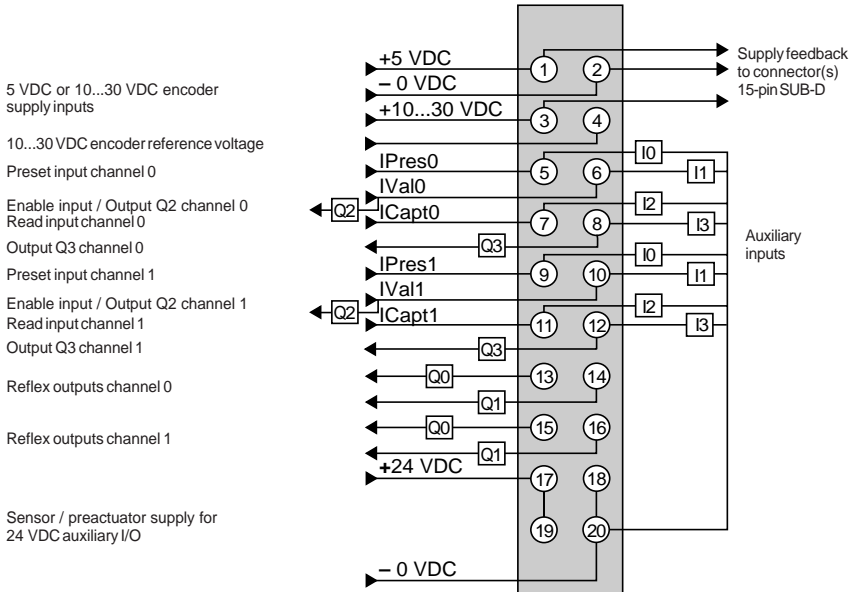 +5 VDC
1
2
Supply feedback
to connector(s)
15-pin SUB-D
– 0 VDC
5 VDC or 10...30 VDC encoder
supply inputs
+10...30 VDC
3
4
10...30 VDC encoder reference voltage
Preset input channel 0
IPres0
5
6
I0
I1
IVal0
Enable input / Output Q2 channel 0
Q2
Read input channel 0
ICapt0
7
8
I2
I3
Output Q3 channel 0
Q3
Auxiliary
inputs
Preset input channel 1
IPres1
9
10
I0
I1
IVal1
Enable input / Output Q2 channel 1
Q2
Read input channel 1
ICapt1
11
12
I2
I3
Output Q3 channel 1
Q3
Reflex outputs channel 0
Q0
13
14
Q1
Reflex outputs channel 1
Q0
15
16
Q1
+24 VDC
17
18
Sensor / preactuator supply for
24 VDC auxiliary I/O
19
20
– 0 VDC